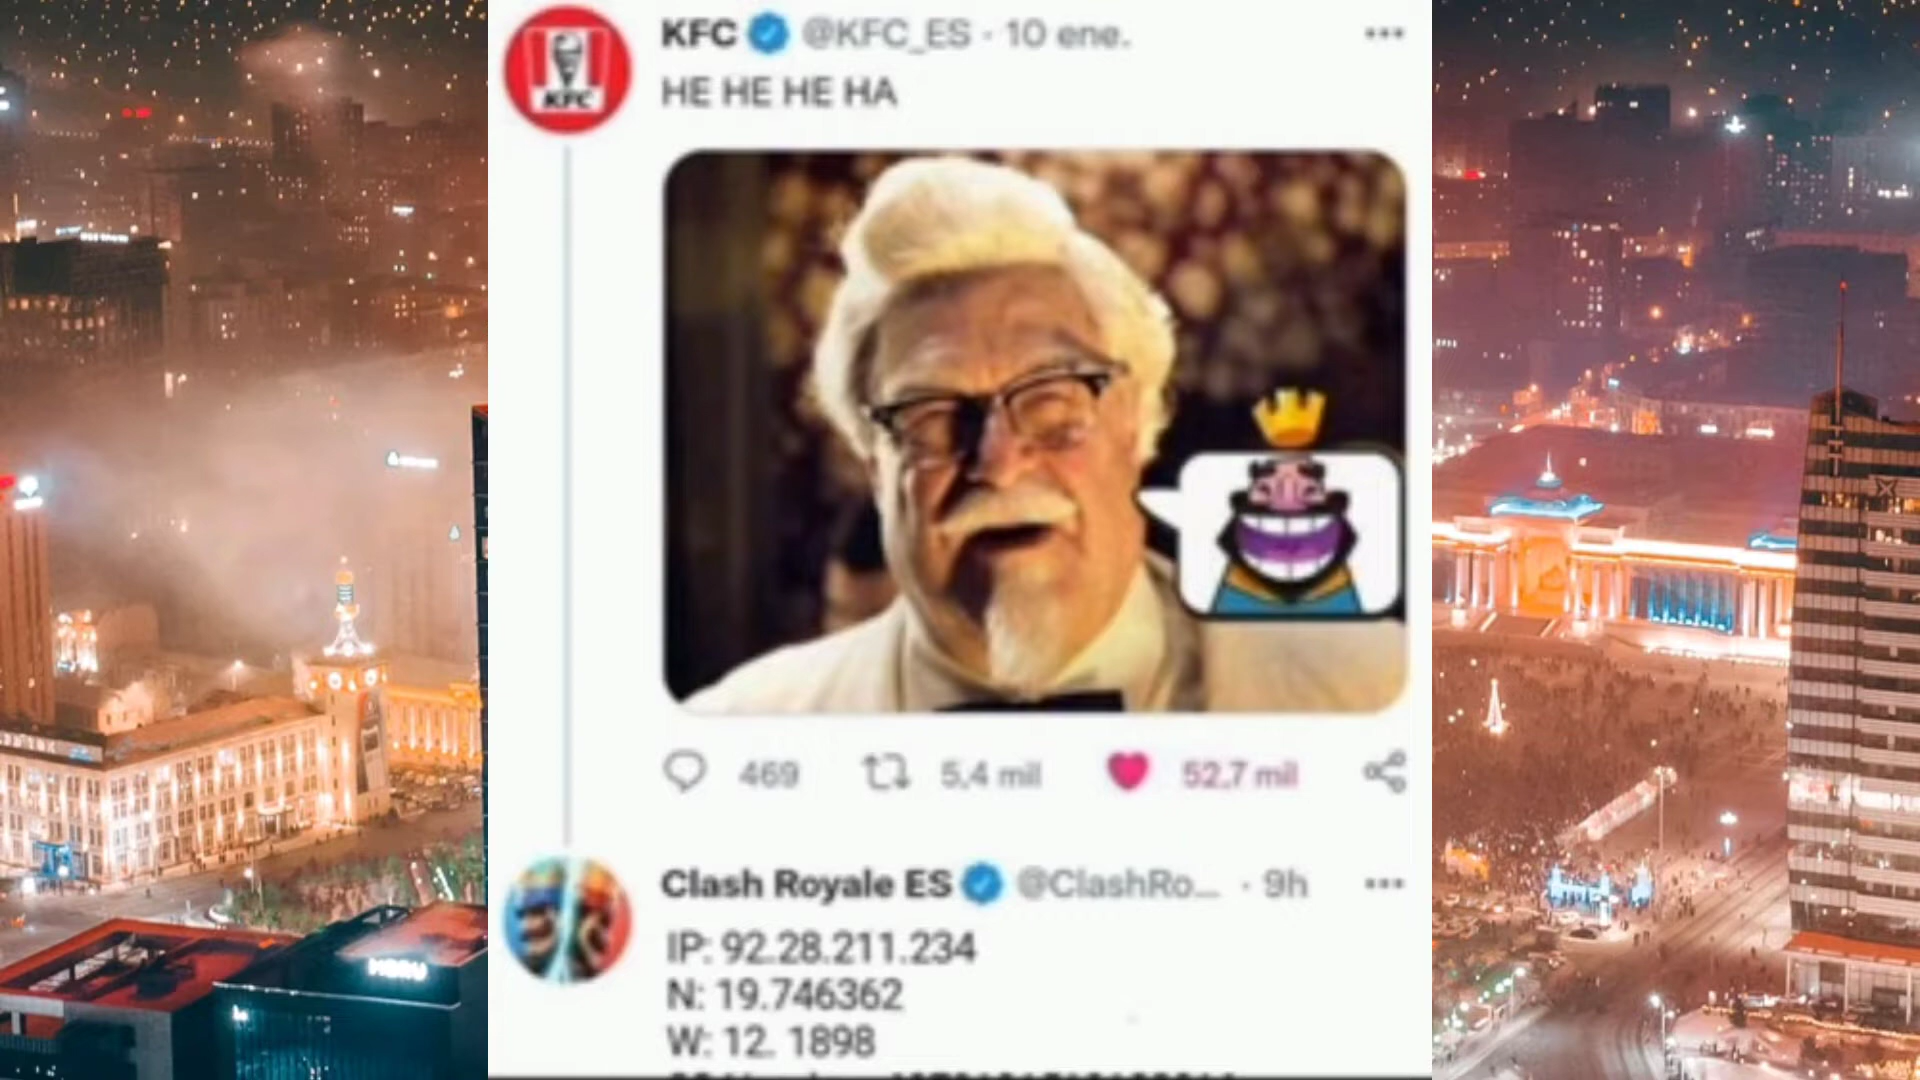 KFC @KFC_ES · 10 ene.
HE HE HE HA
KFC
469 5,4 mil 52,7 mil
Clash Royale ES @ClashRo... · 9h
IP: 92.28.211.234
N: 19.746362
W: 12. 1898